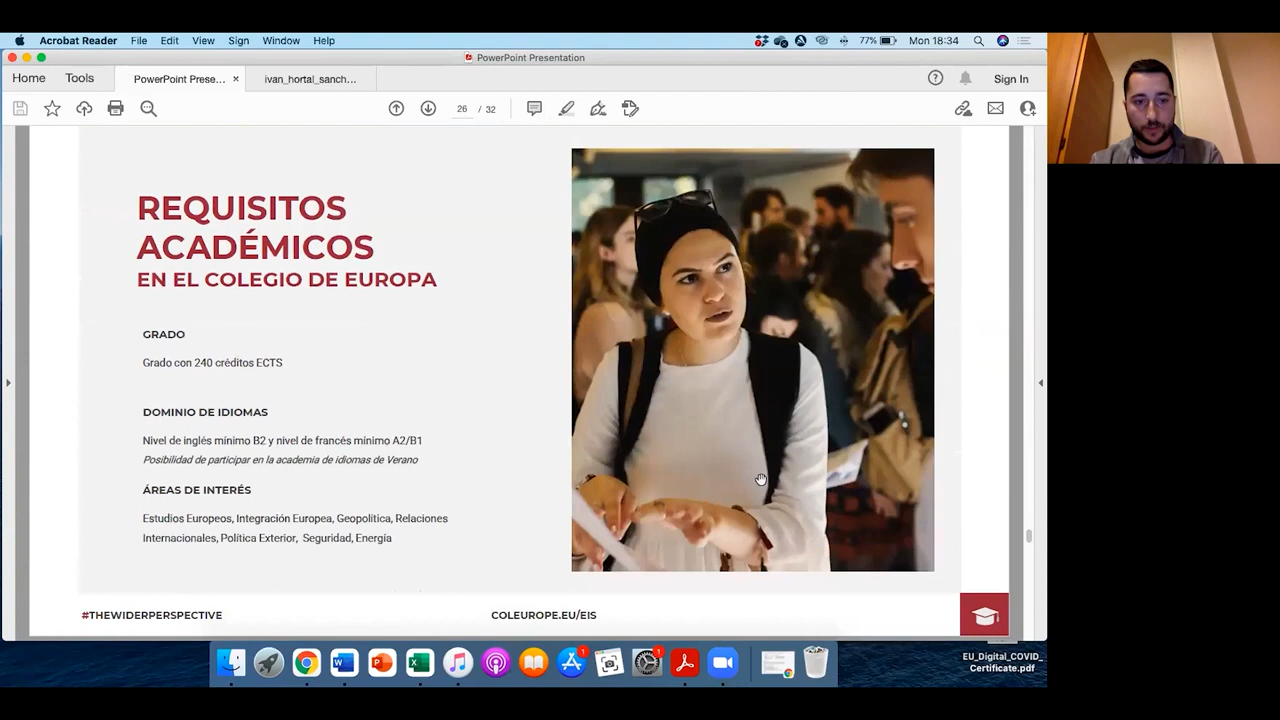 Acrobat Reader File Edit View Sign Window Help 77% Mon 18:34
PowerPoint Presentation
Home Tools PowerPoint Prese... × ivan_hortal_sanch... Sign In
26 / 32
REQUISITOS
ACADÉMICOS
EN EL COLEGIO DE EUROPA
GRADO
Grado con 240 créditos ECTS
DOMINIO DE IDIOMAS
Nivel de inglés mínimo B2 y nivel de francés mínimo A2/B1
Posibilidad de participar en la academia de idiomas de Verano
ÁREAS DE INTERÉS
Estudios Europeos, Integración Europea, Geopolítica, Relaciones
Internacionales, Política Exterior, Seguridad, Energía
#THEWIDERPERSPECTIVE COLEUROPE.EU/EIS
EU_Digital_COVID_
Certificate.pdf